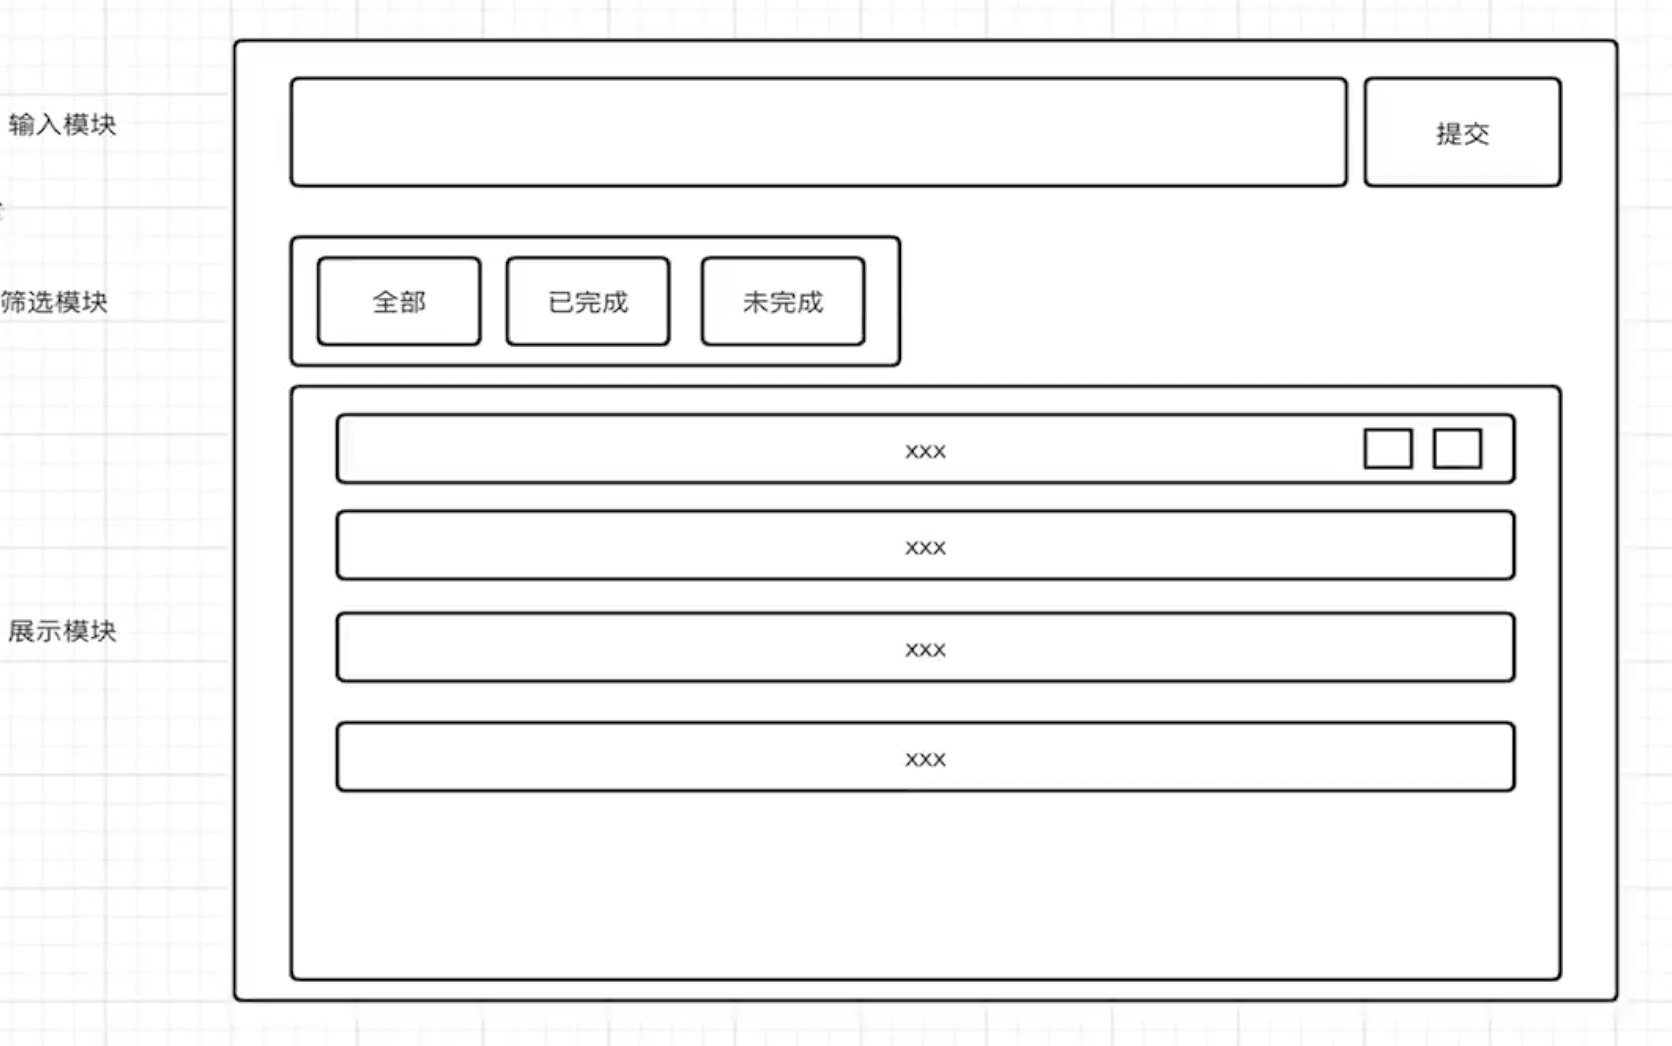 输入模块
提交
筛选模块
全部 已完成 未完成
xxx
xxx
展示模块
xxx
xxx